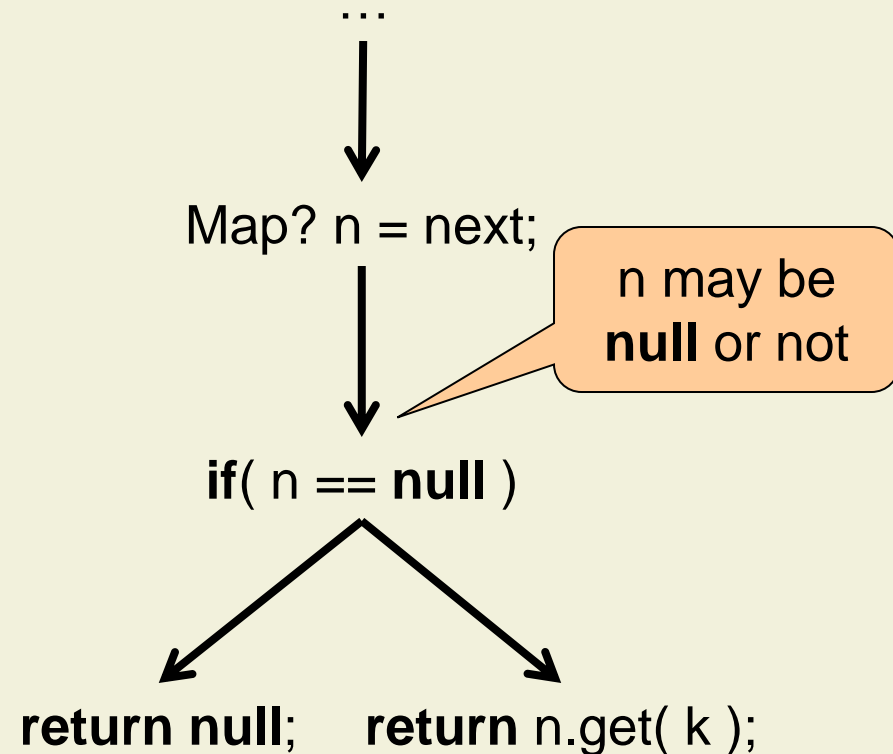 …
Map? n = next;
n may be
null or not
if( n == null )
return null; return n.get( k );